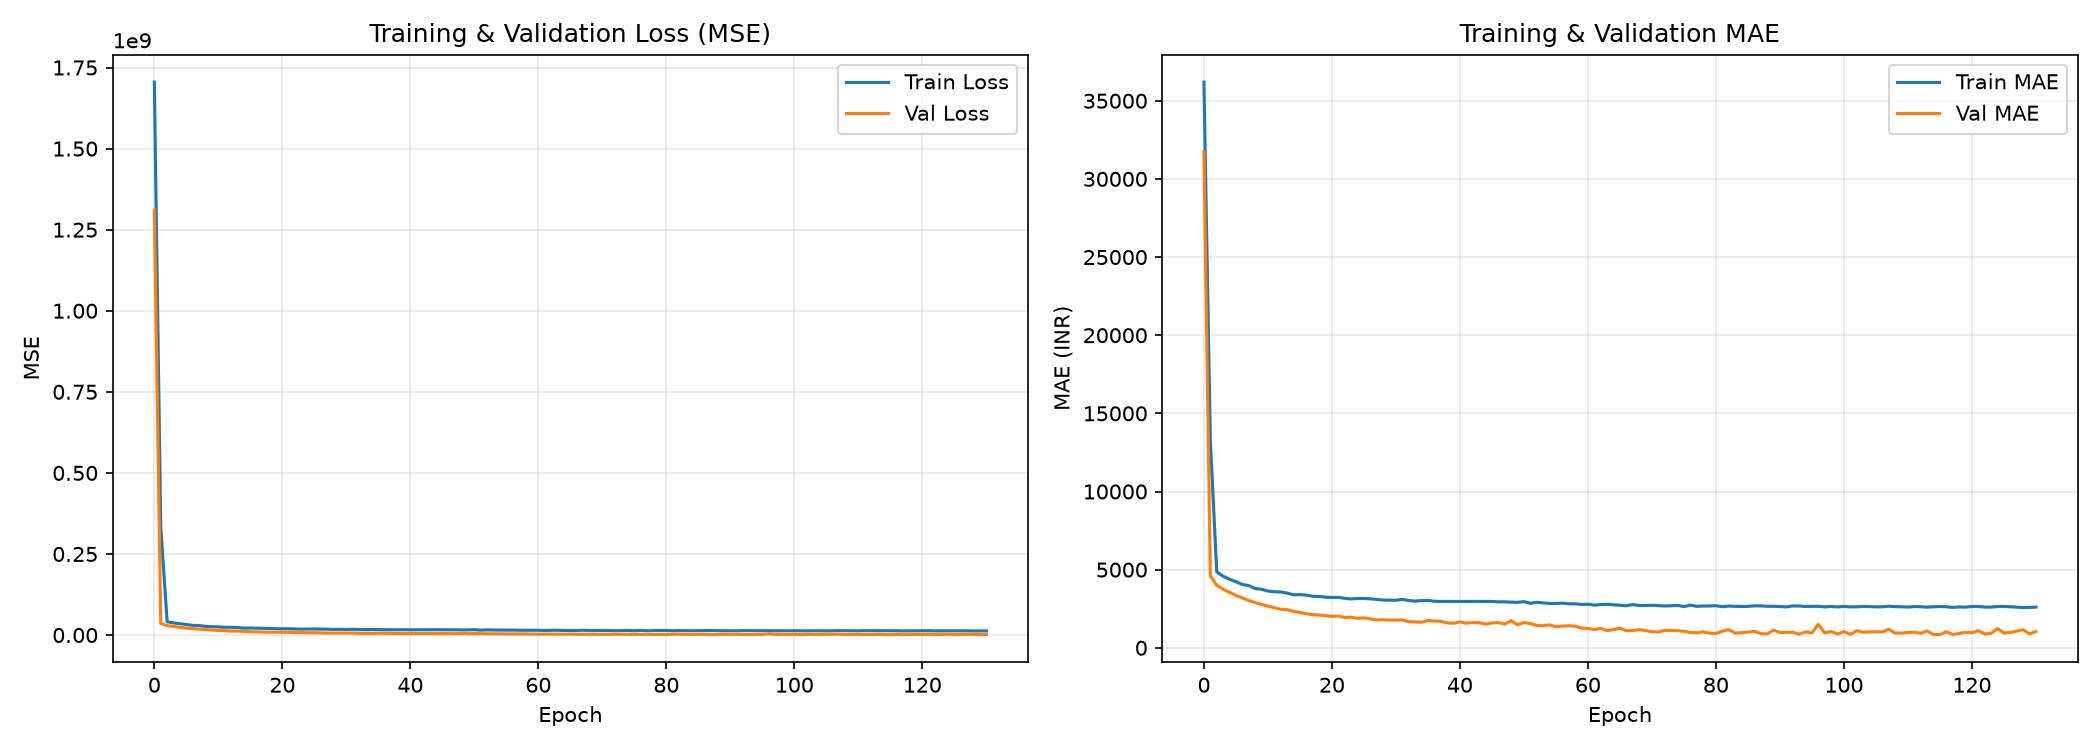 Training & Validation Loss (MSE)
1e9
1.75
1.50
1.25
1.00
0.75
0.50
0.25
0.00
MSE
0 20 40 60 80 100 120
Epoch
Train Loss
Val Loss
Training & Validation MAE
35000
30000
25000
20000
15000
10000
5000
0
MAE (INR)
0 20 40 60 80 100 120
Epoch
Train MAE
Val MAE